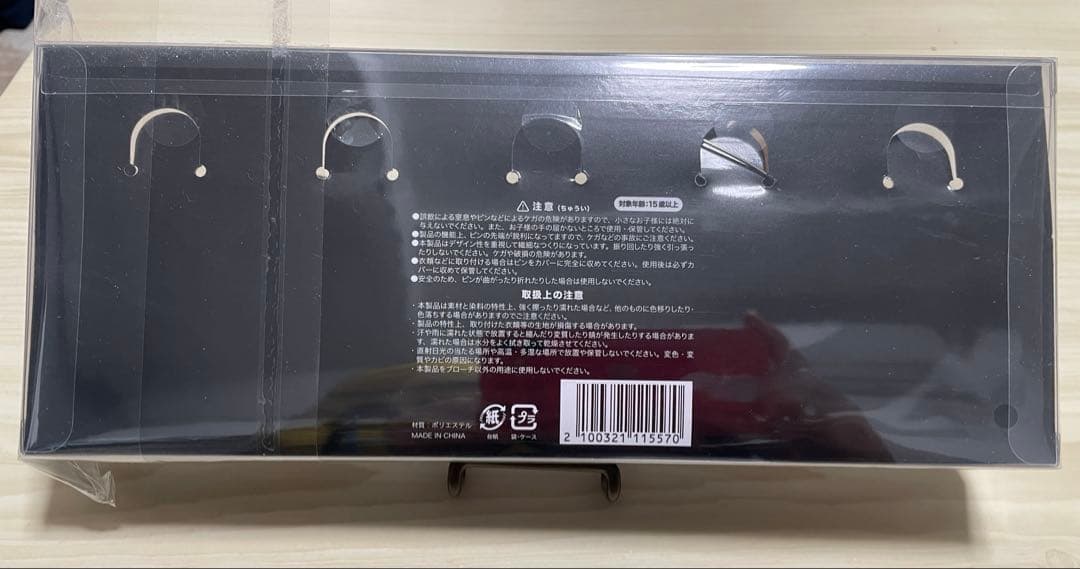 ⚠ 注意 (ちゅうい) 対象年齢:15歳以上
●誤飲による窒息やピンなどによるケガの危険がありますので、小さなお子様には絶対に
与えないでください。また、お子様の手の届かないところで使用・保管してください。
●製品の機能上、ピンの先端が鋭利になってますので、ケガなどの事故にご注意ください。
●本製品はデザイン性を重視して繊細なつくりになっています。振り回したり強く引っ張っ
たりしないでください。ケガや破損の危険があります。
●衣類などに取り付ける場合はピンをカバーに完全に収めてください。使用後は必ずカ
バーに収めて保管してください。
●安全のため、ピンが曲がったり折れたりした場合は使用しないでください。
取扱上の注意
・本製品は素材と染料の特性上、強く擦ったり濡れた場合など、他のものに色移りしたり・
色落ちする場合がありますのでご注意ください。
・製品の特性上、取り付けた衣類等の生地が損傷する場合があります。
・汗や雨に濡れた状態で放置すると縮んだり変質したり錆が発生したりする場合がありま
す、濡れた場合は水分をよく拭き取って乾燥させてください。
・直射日光の当たる場所や高温・多湿な場所で放置や保管しないでください。変色・変
質やカビの原因になります。
・本製品をブローチ以外の用途に使用しないでください。
材質:ポリエステル
MADE IN CHINA
紙
台紙
プラ
袋・ケース
2 100321 115570